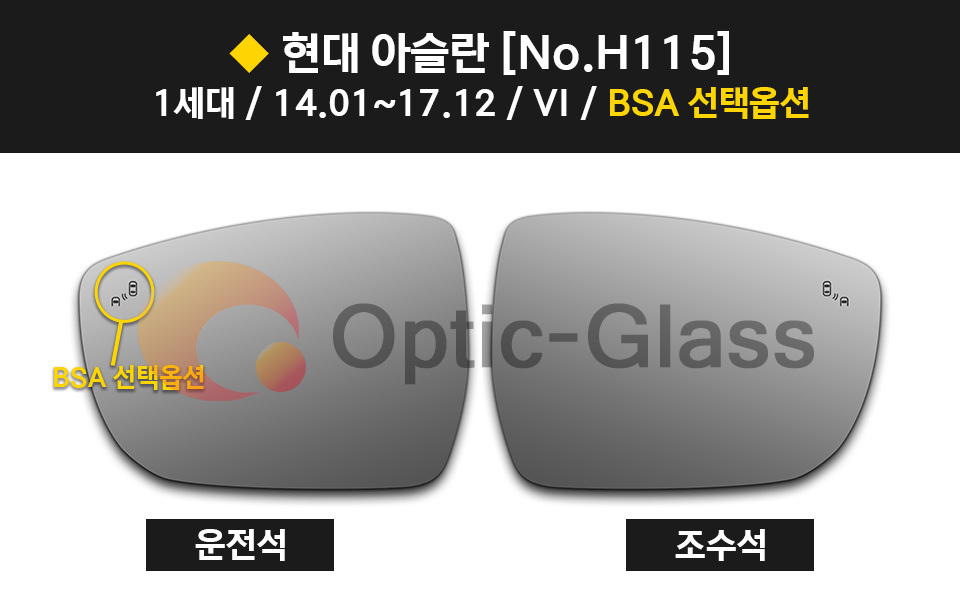 ◆ 현대 아슬란 [No.H115]
1세대 / 14.01~17.12 / VI / BSA 선택옵션
Optic-Glass
BSA 선택옵션
운전석
조수석